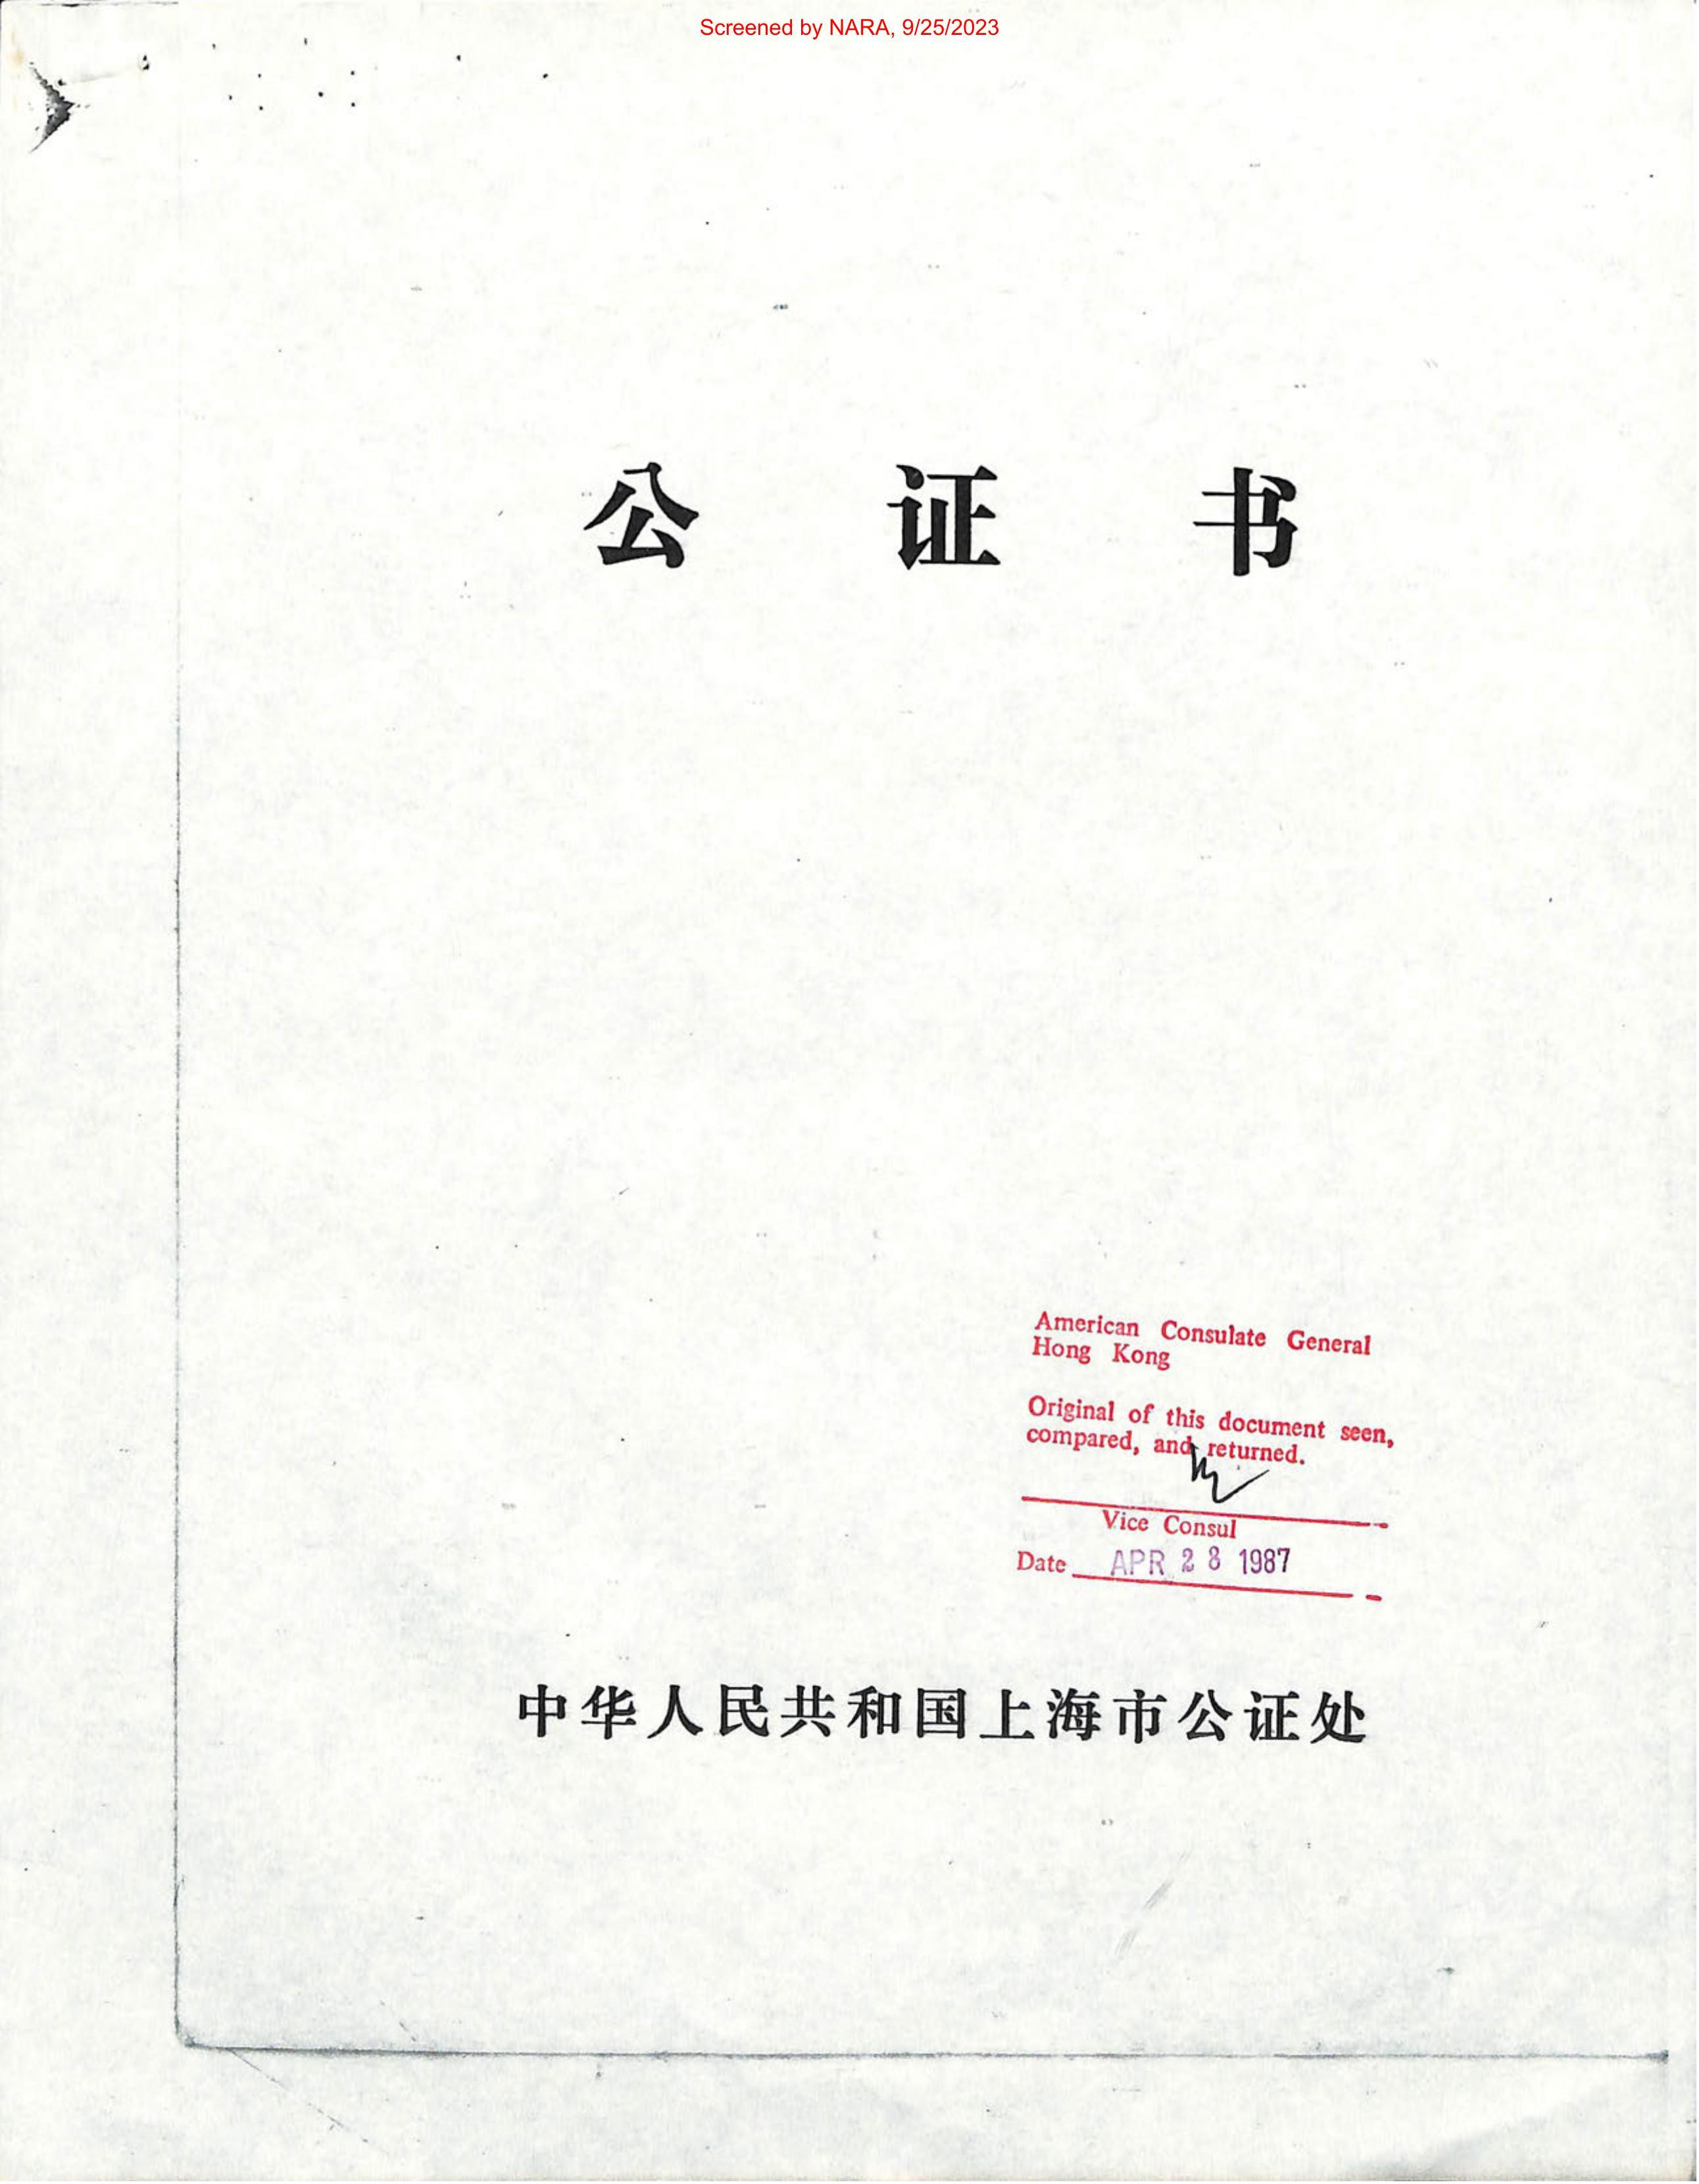 Screened by NARA, 9/25/2023
公 证 书
American Consulate General
Hong Kong
Original of this document seen,
compared, and returned.
Vice Consul
Date APR 28 1987
中华人民共和国上海市公证处